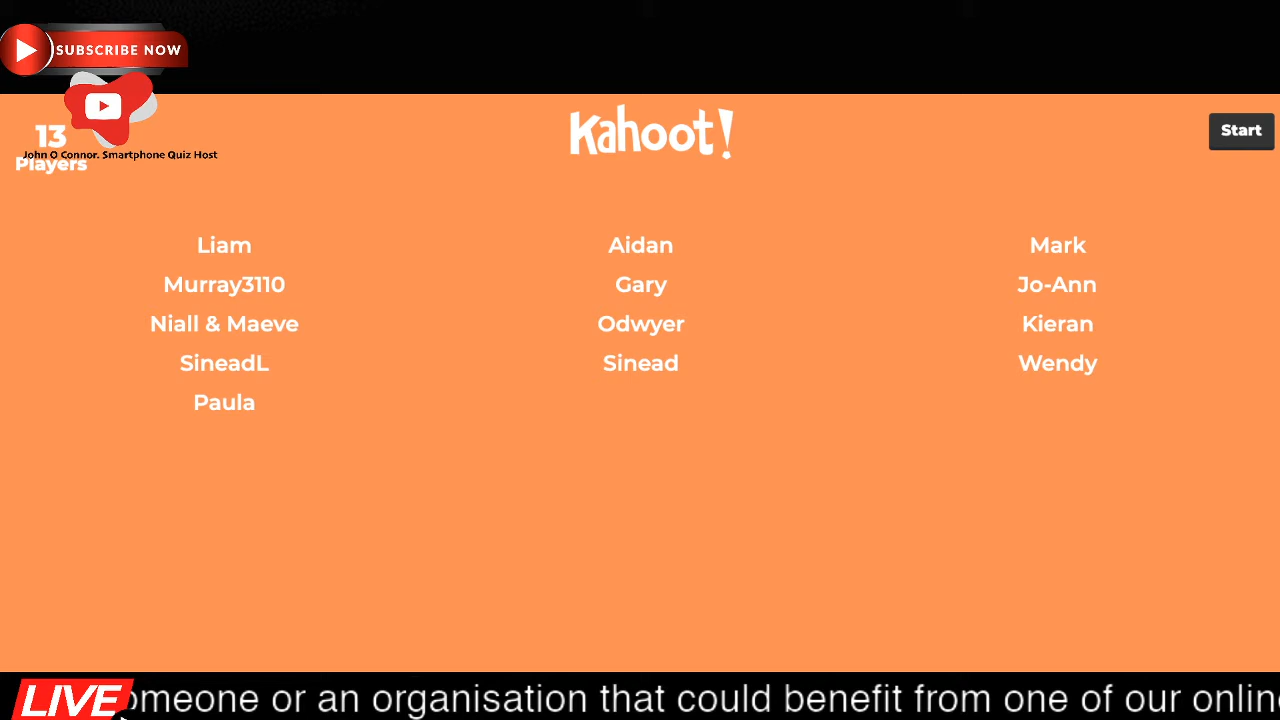 SUBSCRIBE NOW
Kahoot!
13
Players
John O Connor. Smartphone Quiz Host
Start
Liam
Aidan
Mark
Murray3110
Gary
Jo-Ann
Niall & Maeve
Odwyer
Kieran
SineadL
Sinead
Wendy
Paula
LIVE
omeone or an organisation that could benefit from one of our onlin